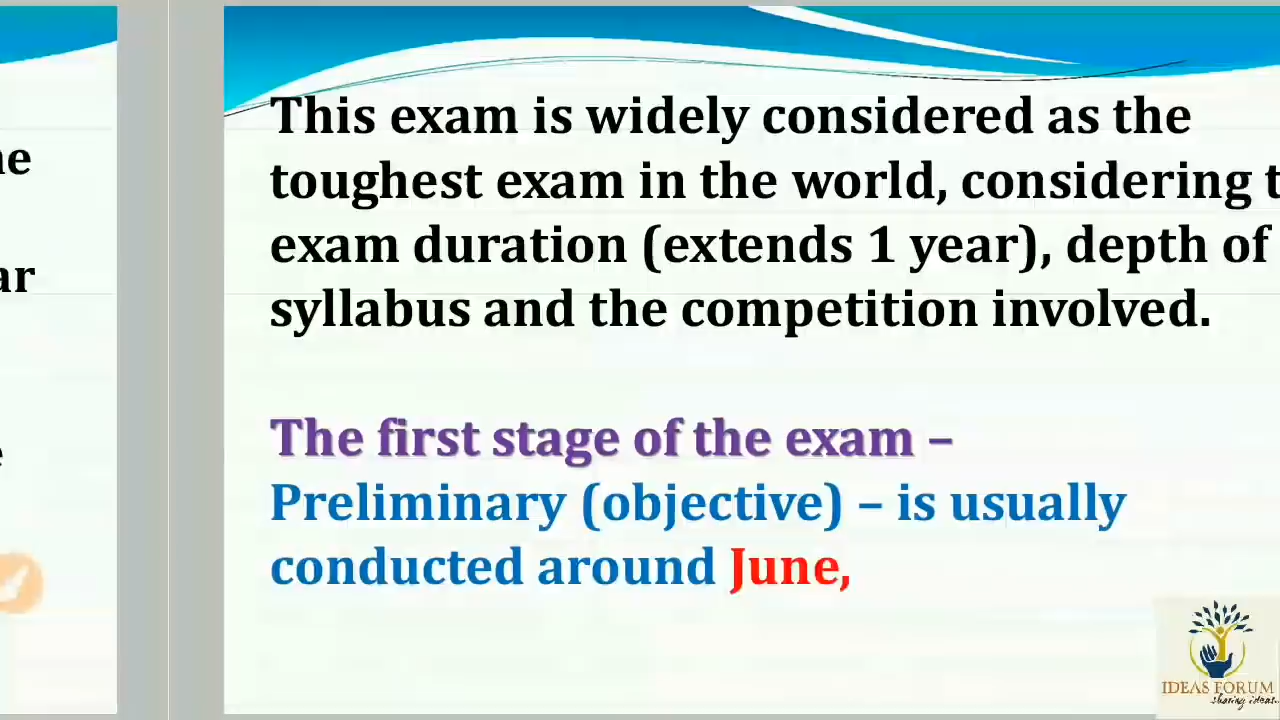 This exam is widely considered as the
toughest exam in the world, considering
exam duration (extends 1 year), depth of
syllabus and the competition involved.
The first stage of the exam –
Preliminary (objective) – is usually
conducted around June,
IDEAS FORUM
sharing ideas